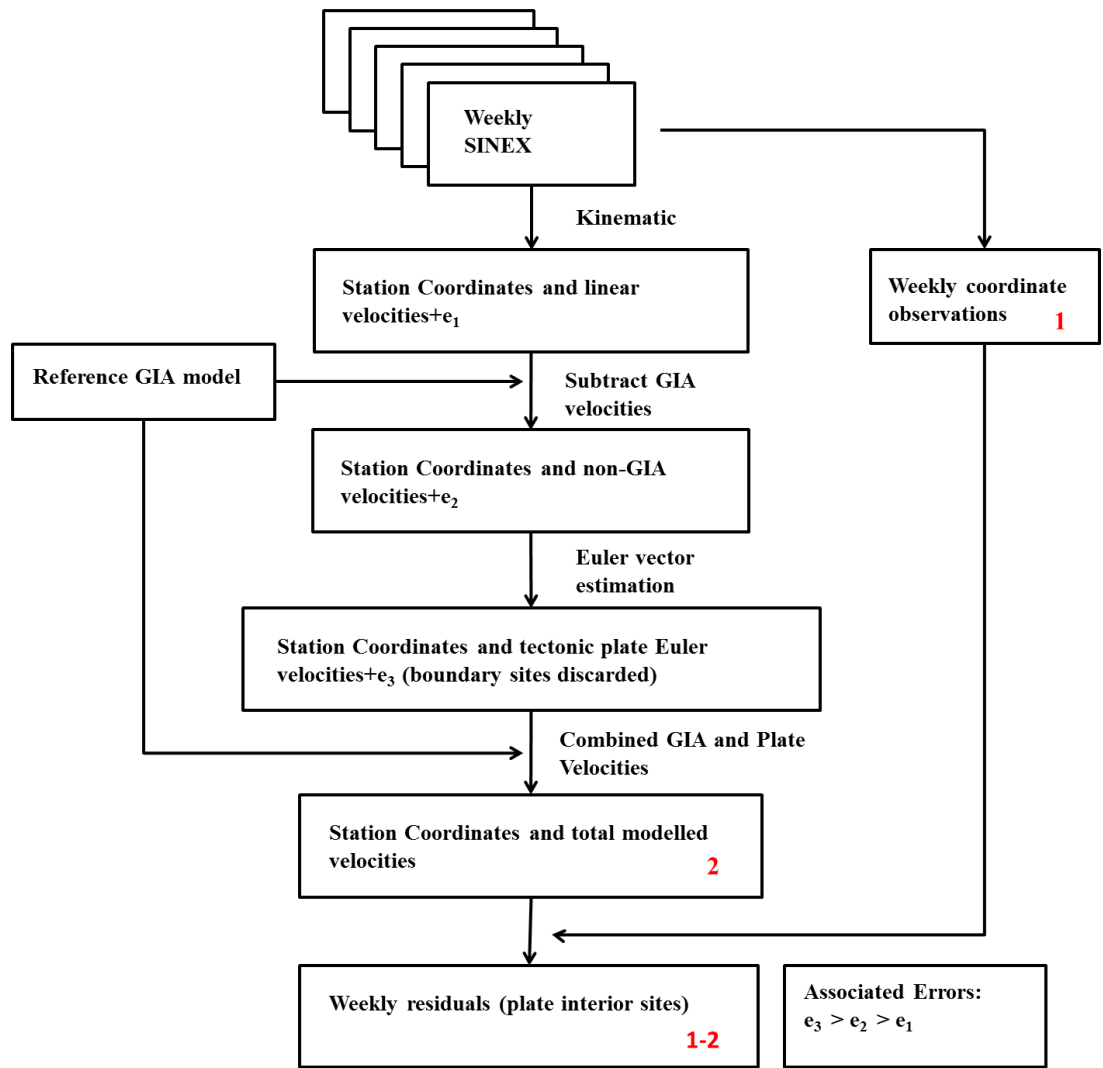 Weekly
SINEX
Kinematic
Station Coordinates and linear
velocities+e₁
Weekly coordinate
observations
1
Reference GIA model
Subtract GIA
velocities
Station Coordinates and non-GIA
velocities+e₂
Euler vector
estimation
Station Coordinates and tectonic plate Euler
velocities+e₃ (boundary sites discarded)
Combined GIA and Plate
Velocities
Station Coordinates and total modelled
velocities
2
Weekly residuals (plate interior sites)
1-2
Associated Errors:
e₃ > e₂ > e₁